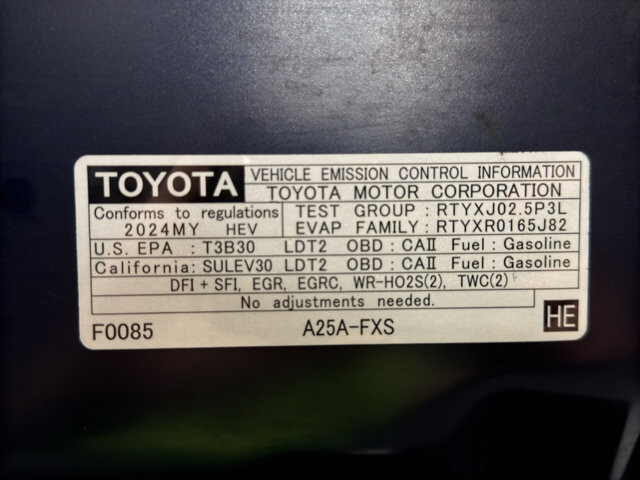 TOYOTA VEHICLE EMISSION CONTROL INFORMATION
TOYOTA MOTOR CORPORATION
Conforms to regulations TEST GROUP : RTYXJ02.5P3L
2024MY HEV EVAP FAMILY: RTYXR0165J82
U.S. EPA : T3B30 LDT2 OBD : CAⅡ Fuel : Gasoline
California: SULEV30 LDT2 OBD : CAⅡ Fuel : Gasoline
DFI + SFI, EGR, EGRC, WR-HO2S(2), TWC(2)
No adjustments needed.
F0085 A25A-FXS HE